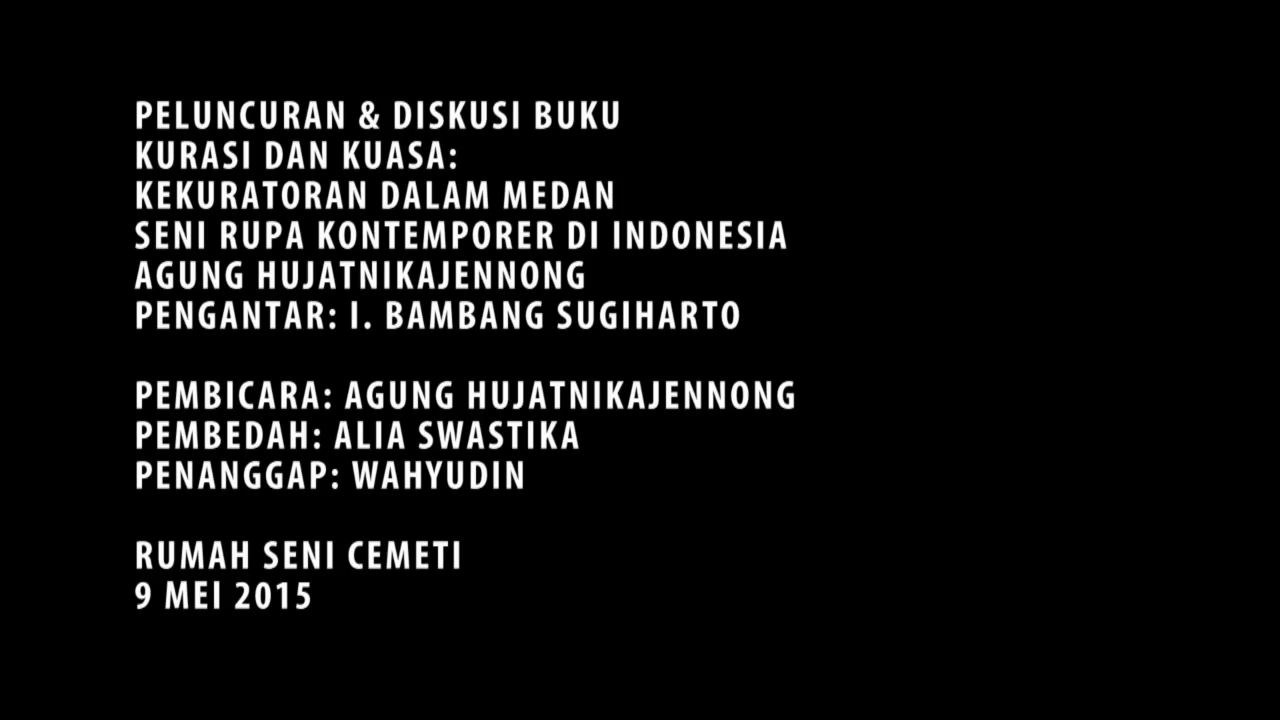 PELUNCURAN & DISKUSI BUKU
KURASI DAN KUASA:
KEKURATORAN DALAM MEDAN
SENI RUPA KONTEMPORER DI INDONESIA
AGUNG HUJATNIKAJENNONG
PENGANTAR: I. BAMBANG SUGIHARTO
PEMBICARA: AGUNG HUJATNIKAJENNONG
PEMBEDAH: ALIA SWASTIKA
PENANGGAP: WAHYUDIN
RUMAH SENI CEMETI
9 MEI 2015